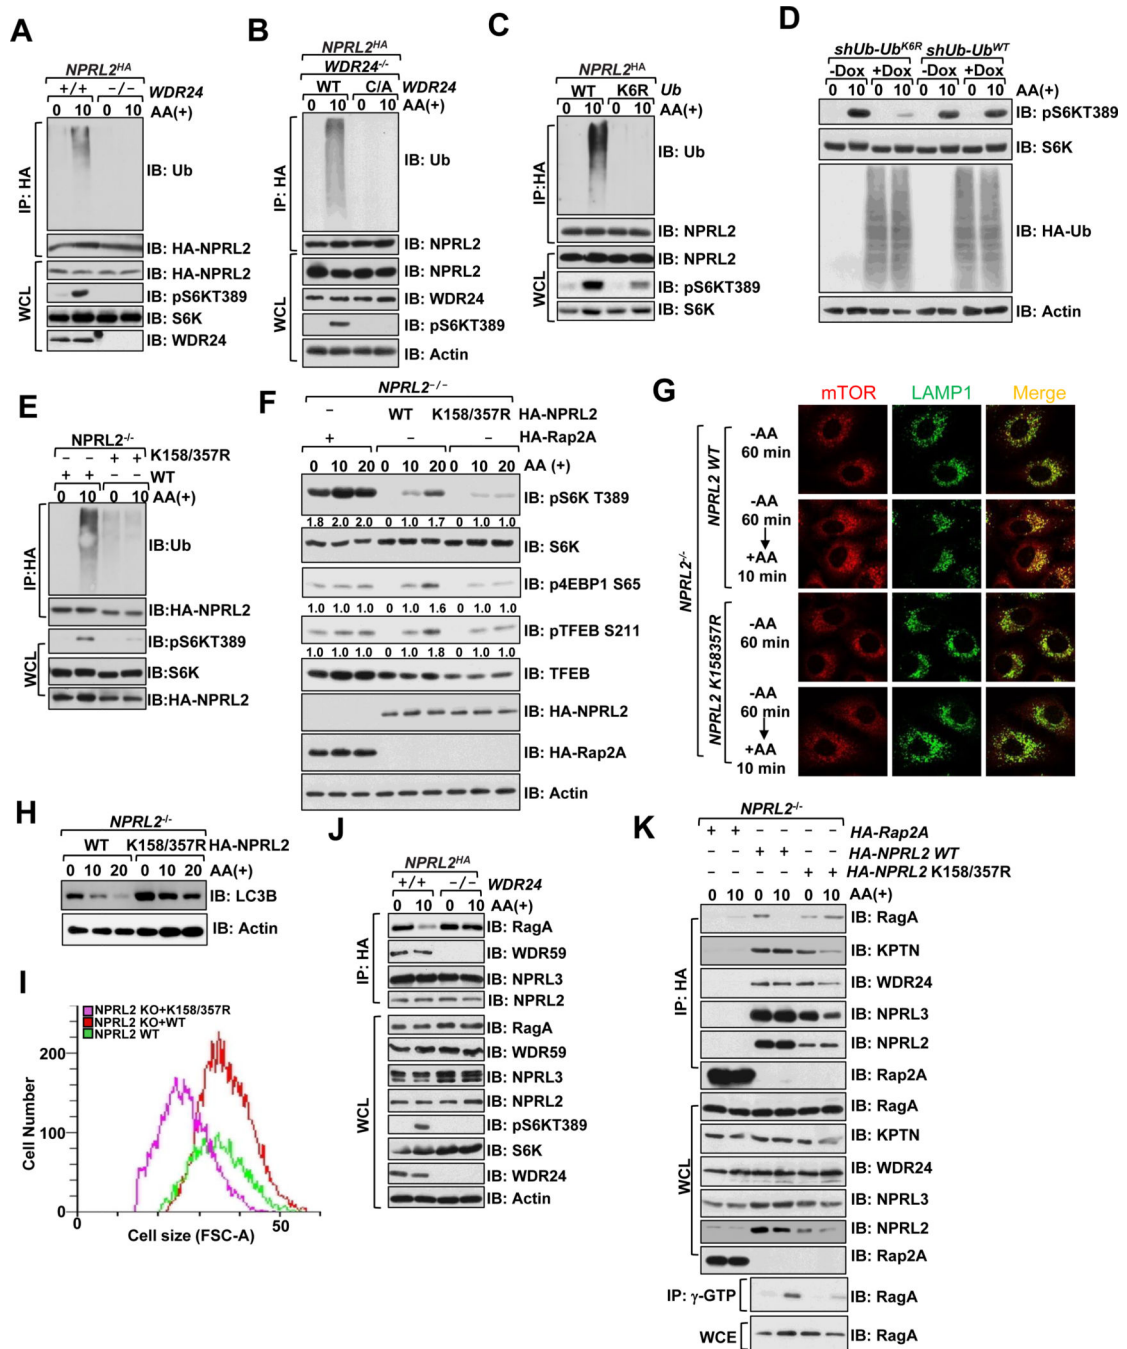 A
NPRL2HA
+/+ −/− WDR24
0 10 0 10 AA(+)
IP: HA
IB: Ub
IB: HA-NPRL2
WCL
IB: HA-NPRL2
IB: pS6KT389
IB: S6K
IB: WDR24
B
NPRL2HA
WDR24-/-
WT C/A WDR24
0 10 0 10 AA(+)
IP: HA
IB: Ub
IB: NPRL2
WCL
IB: NPRL2
IB: WDR24
IB: pS6KT389
IB: Actin
C
NPRL2HA
WT K6R Ub
0 10 0 10 AA(+)
IP:HA
IB: Ub
IB: NPRL2
WCL
IB: NPRL2
IB: pS6KT389
IB: S6K
D
shUb-UbK6R shUb-UbWT
-Dox +Dox -Dox +Dox
0 10 0 10 0 10 0 10 AA(+)
IB: pS6KT389
IB: S6K
IB: HA-Ub
IB: Actin
E
NPRL2-/-
− − + + K158/357R
+ + − − WT
0 10 0 10 AA(+)
IP:HA
IB:Ub
IB:HA-NPRL2
WCL
IB:pS6KT389
IB:S6K
IB:HA-NPRL2
F
NPRL2−/−
− WT K158/357R HA-NPRL2
+ − − HA-Rap2A
0 10 20 0 10 20 0 10 20 AA (+)
IB: pS6K T389
1.8 2.0 2.0 0 1.0 1.7 0 1.0 1.0
IB: S6K
IB: p4EBP1 S65
1.0 1.0 1.0 0 1.0 1.6 0 1.0 1.0
IB: pTFEB S211
1.0 1.0 1.0 0 1.0 1.8 0 1.0 1.0
IB: TFEB
IB: HA-NPRL2
IB: HA-Rap2A
IB: Actin
G
mTOR LAMP1 Merge
NPRL2-/-
NPRL2 WT
-AA
60 min
-AA
60 min
+AA
10 min
NPRL2 K158357R
-AA
60 min
-AA
60 min
+AA
10 min
H
NPRL2-/-
WT K158/357R HA-NPRL2
0 10 20 0 10 20 AA(+)
IB: LC3B
IB: Actin
I
NPRL2 KO+K158/357R
NPRL2 KO+WT
NPRL2 WT
Cell Number
200
100
0
0 50
Cell size (FSC-A)
J
NPRL2HA
+/+ −/− WDR24
0 10 0 10 AA(+)
IP: HA
IB: RagA
IB: WDR59
IB: NPRL3
IB: NPRL2
WCL
IB: RagA
IB: WDR59
IB: NPRL3
IB: NPRL2
IB: pS6KT389
IB: S6K
IB: WDR24
IB: Actin
K
NPRL2-/-
+ + − − − − HA-Rap2A
− − + + − − HA-NPRL2 WT
− − − − + + HA-NPRL2 K158/357R
0 10 0 10 0 10 AA(+)
IP: HA
IB: RagA
IB: KPTN
IB: WDR24
IB: NPRL3
IB: NPRL2
IB: Rap2A
WCL
IB: RagA
IB: KPTN
IB: WDR24
IB: NPRL3
IB: NPRL2
IB: Rap2A
IP: γ-GTP
IB: RagA
WCE
IB: RagA